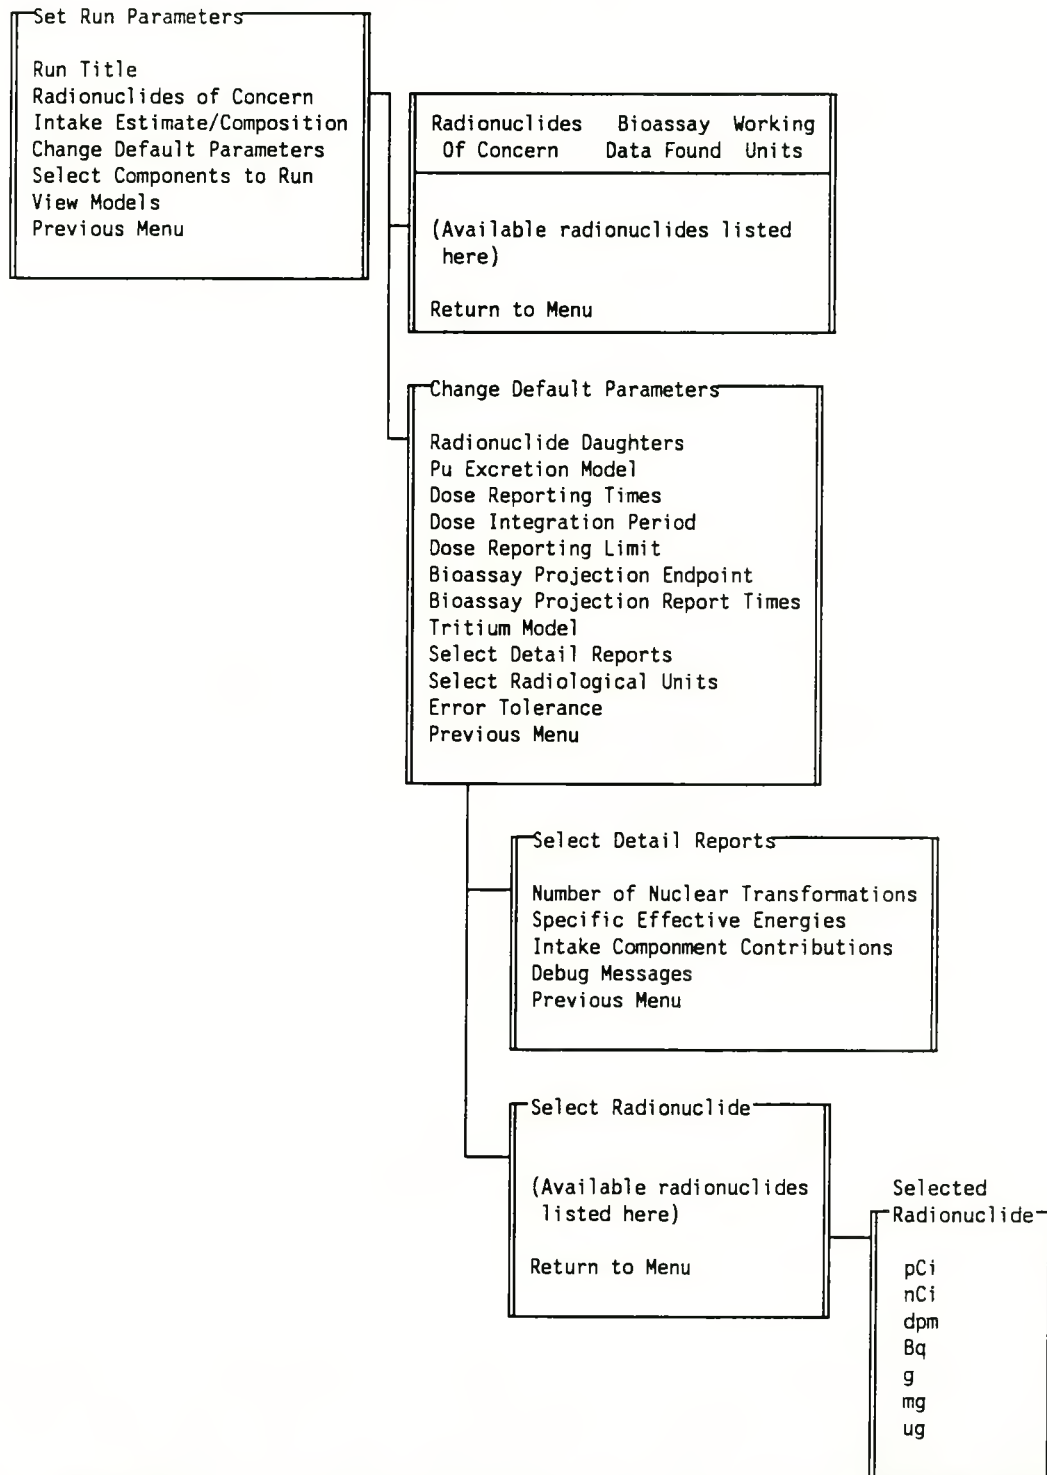 Set Run Parameters
Run Title
Radionuclides of Concern
Intake Estimate/Composition
Change Default Parameters
Select Components to Run
View Models
Previous Menu
Radionuclides Bioassay Working
Of Concern Data Found Units
(Available radionuclides listed
here)
Return to Menu
Change Default Parameters
Radionuclide Daughters
Pu Excretion Model
Dose Reporting Times
Dose Integration Period
Dose Reporting Limit
Bioassay Projection Endpoint
Bioassay Projection Report Times
Tritium Model
Select Detail Reports
Select Radiological Units
Error Tolerance
Previous Menu
Select Detail Reports
Number of Nuclear Transformations
Specific Effective Energies
Intake Componment Contributions
Debug Messages
Previous Menu
Select Radionuclide
(Available radionuclides
listed here)
Return to Menu
Selected
Radionuclide
pCi
nCi
dpm
Bq
g
mg
ug